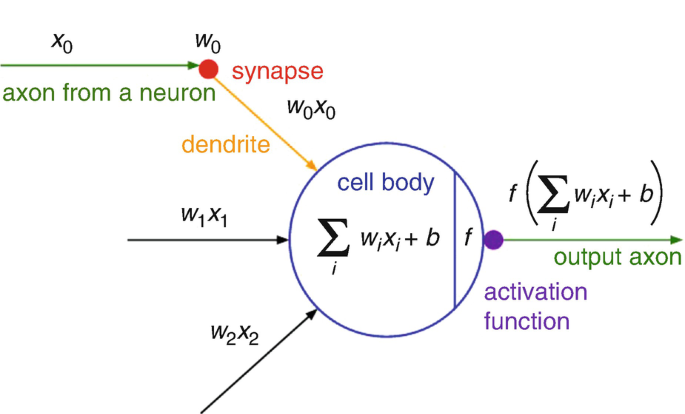 x₀
w₀
synapse
axon from a neuron
w₀x₀
dendrite
cell body
f(∑ᵢ wᵢxᵢ + b)
w₁x₁
∑ᵢ wᵢxᵢ + b
f
output axon
activation
function
w₂x₂